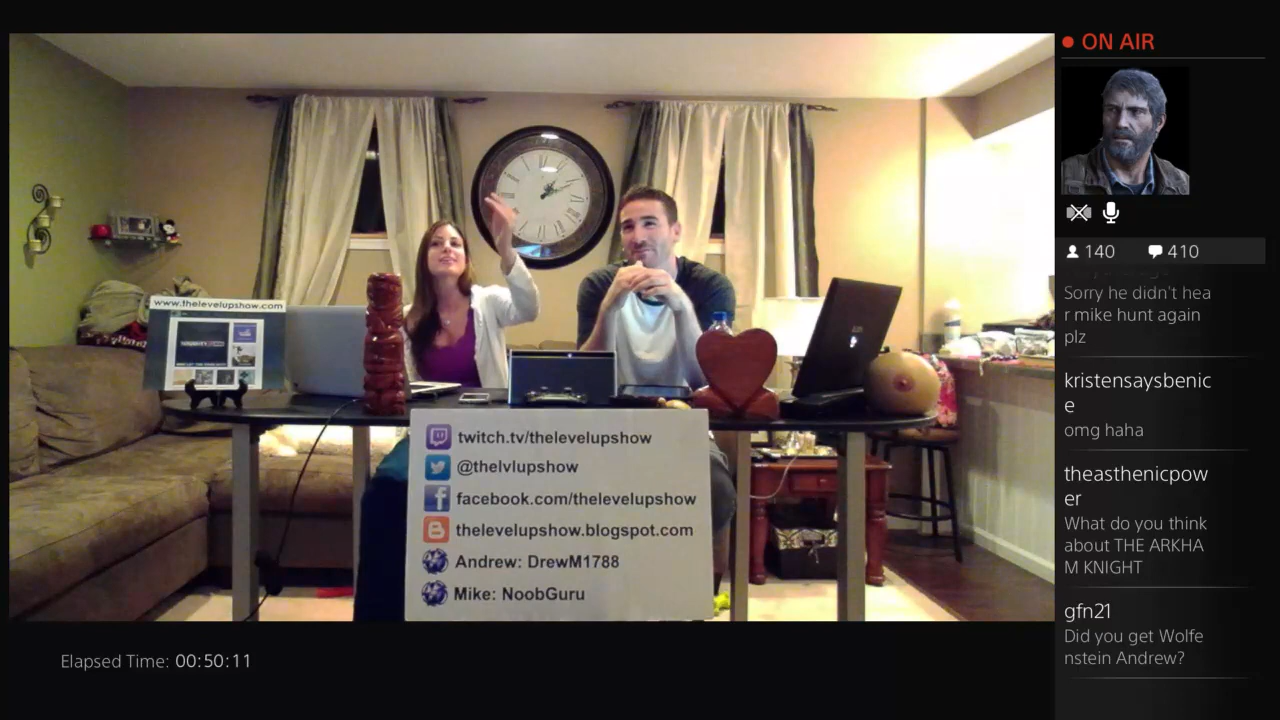 ON AIR
140 410
Sorry he didn't hea
r mike hunt again
plz
kristensaysbenic
e
omg haha
theasthenicpow
er
What do you think
about THE ARKHA
M KNIGHT
gfn21
Did you get Wolfe
nstein Andrew?
www.thelevelupshow.com
twitch.tv/thelevelupshow
@thelvlupshow
facebook.com/thelevelupshow
thelevelupshow.blogspot.com
Andrew: DrewM1788
Mike: NoobGuru
Elapsed Time: 00:50:11